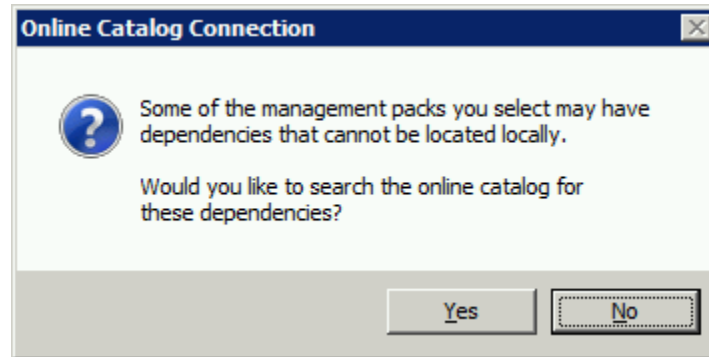 Online Catalog Connection
Some of the management packs you select may have
dependencies that cannot be located locally.
Would you like to search the online catalog for
these dependencies?
Yes
No